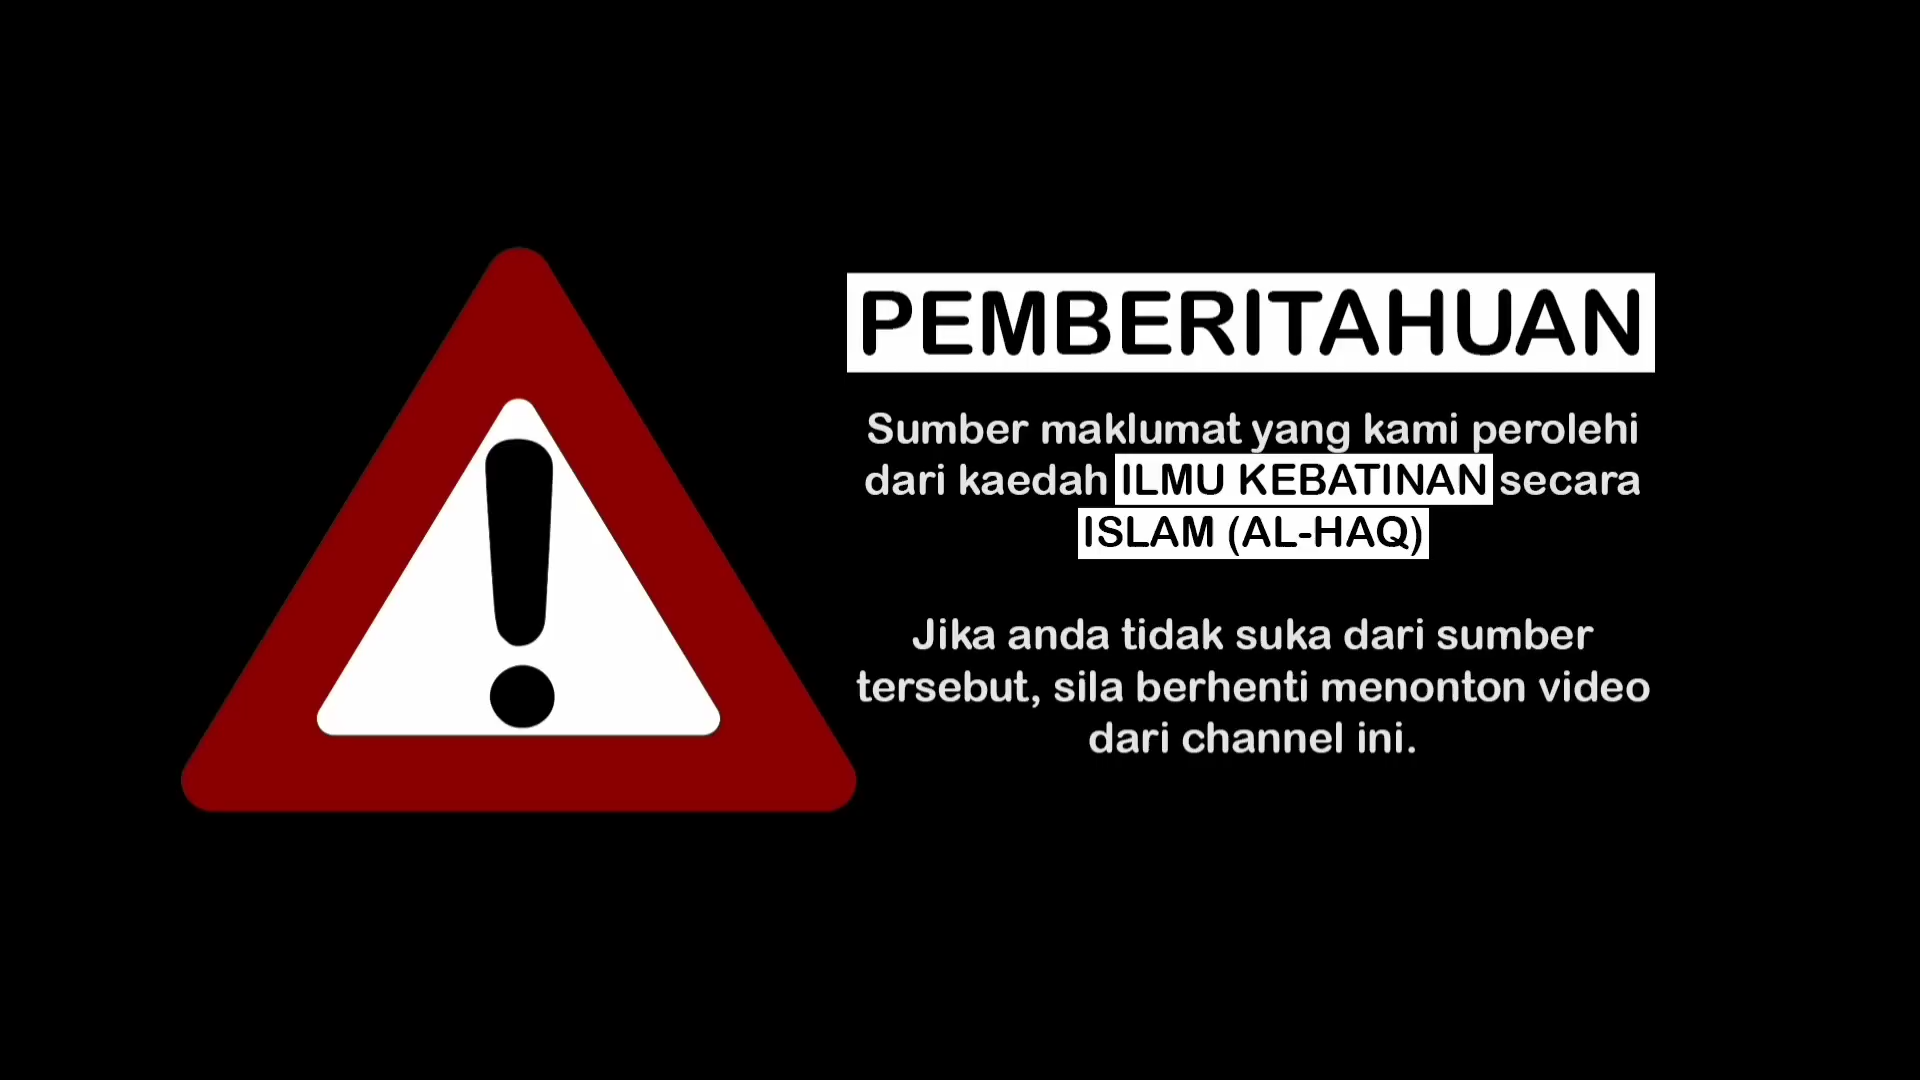 PEMBERITAHUAN
Sumber maklumat yang kami perolehi
dari kaedah ILMU KEBATINAN secara
ISLAM (AL-HAQ)
Jika anda tidak suka dari sumber
tersebut, sila berhenti menonton video
dari channel ini.